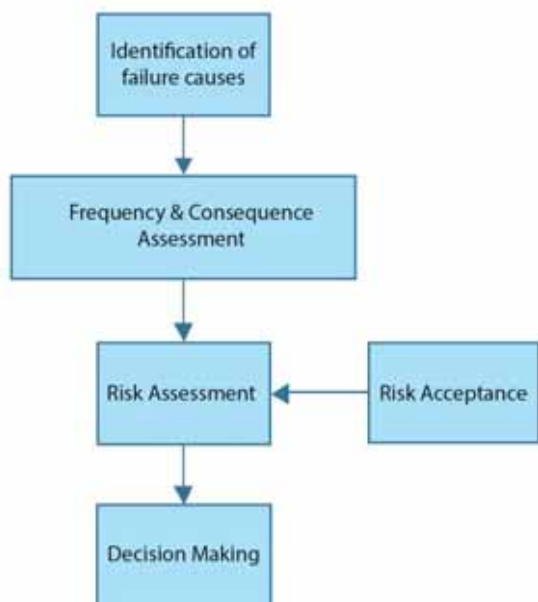 Identification of
failure causes
Frequency & Consequence
Assessment
Risk Assessment
Risk Acceptance
Decision Making